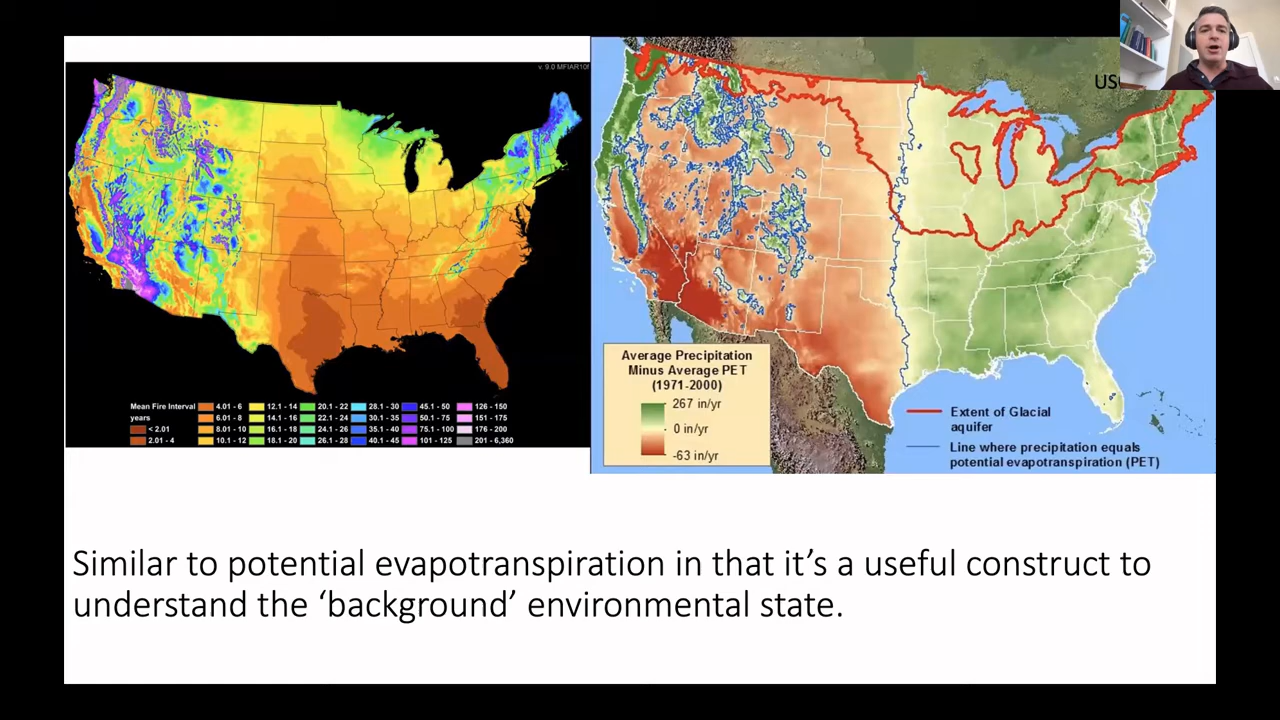 v. 9.0 MFIAR10f
Mean Fire Interval
years
< 2.01
2.01 - 4
4.01 - 6
6.01 - 8
8.01 - 10
10.1 - 12
12.1 - 14
14.1 - 16
16.1 - 18
18.1 - 20
20.1 - 22
22.1 - 24
24.1 - 26
26.1 - 28
28.1 - 30
30.1 - 35
35.1 - 40
40.1 - 45
45.1 - 50
50.1 - 75
75.1 - 100
101 - 125
126 - 150
151 - 175
176 - 200
201 - 6,360
Average Precipitation
Minus Average PET
(1971-2000)
267 in/yr
0 in/yr
-63 in/yr
Extent of Glacial
aquifer
Line where precipitation equals
potential evapotranspiration (PET)
Similar to potential evapotranspiration in that it’s a useful construct to
understand the ‘background’ environmental state.